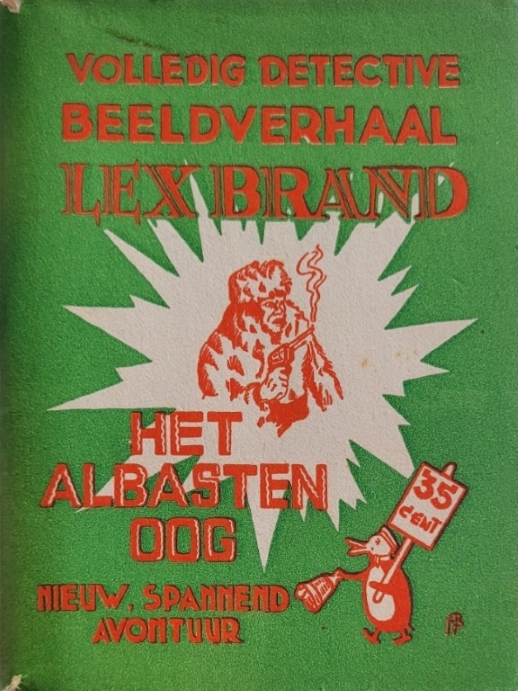 VOLLEDIG DETECTIVE
BEELDVERHAAL
LEX BRAND
HET
ALBASTEN
OOG
35
CENT
NIEUW, SPANNEND
AVONTUUR